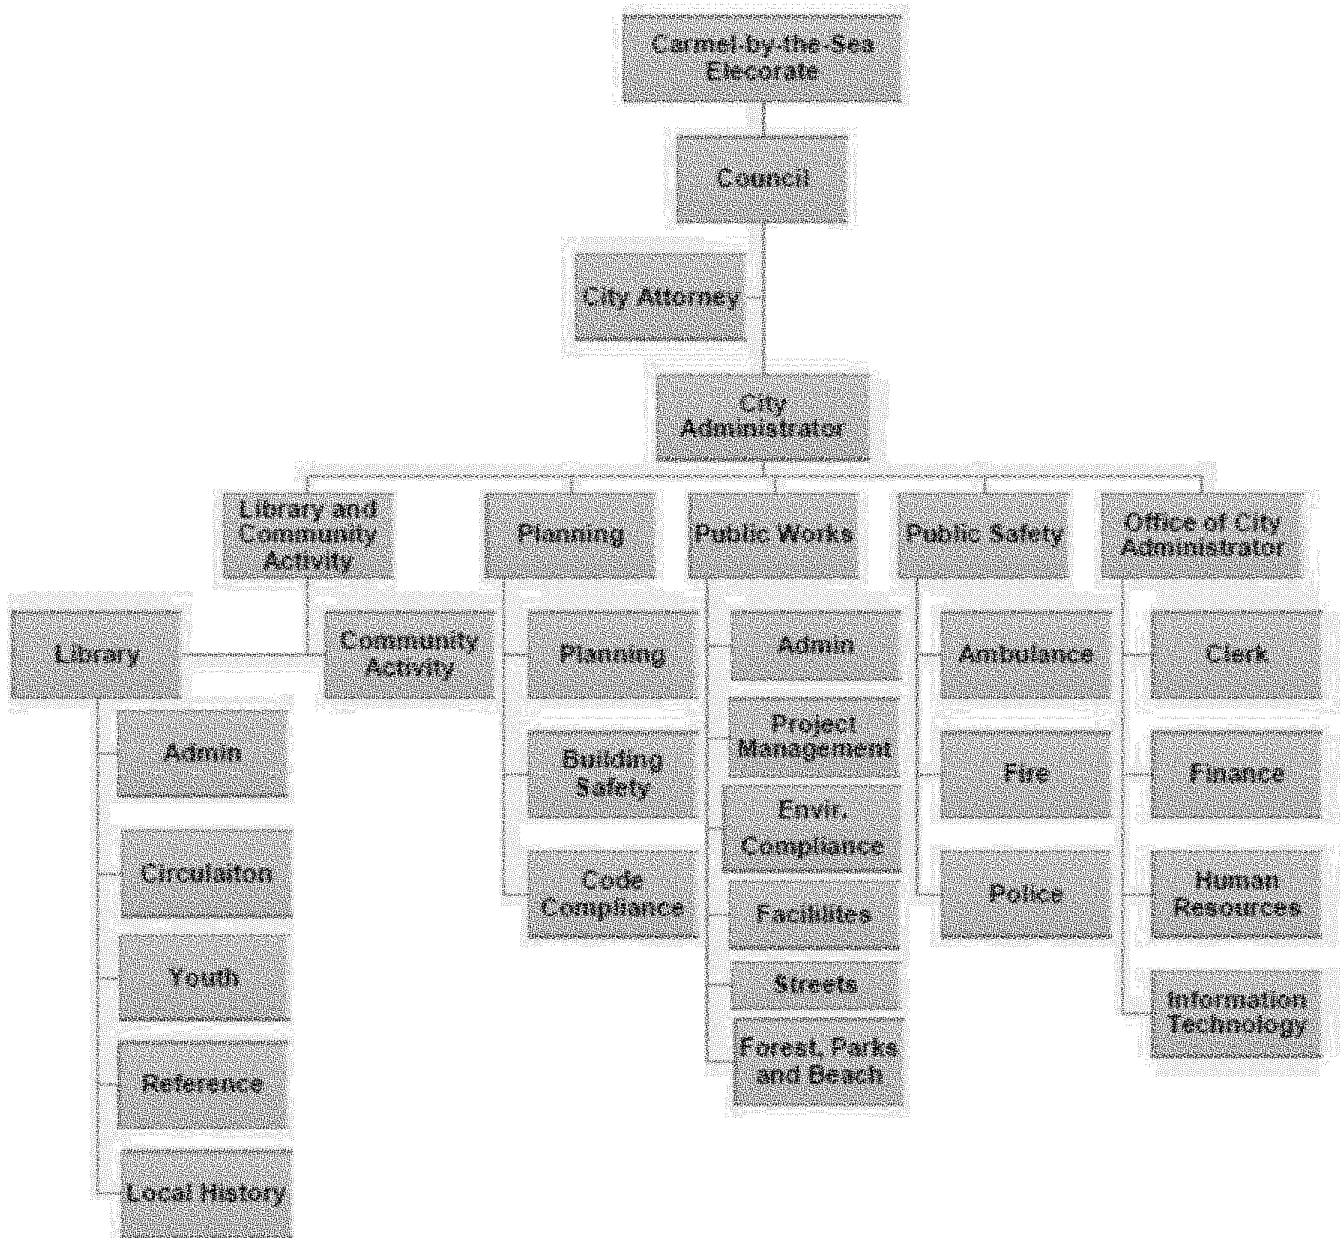 Carmel-by-the-Sea
Elecorate
Council
City Attorney
City
Administrator
Library and
Community
Activity
Planning
Public Works
Public Safety
Office of City
Administrator
Library
Community
Activity
Admin
Circulaiton
Youth
Reference
Local History
Planning
Building
Safety
Code
Compliance
Admin
Project
Management
Envir.
Compliance
Facililites
Streets
Forest, Parks
and Beach
Ambulance
Fire
Police
Clerk
Finance
Human
Resources
Information
Technology